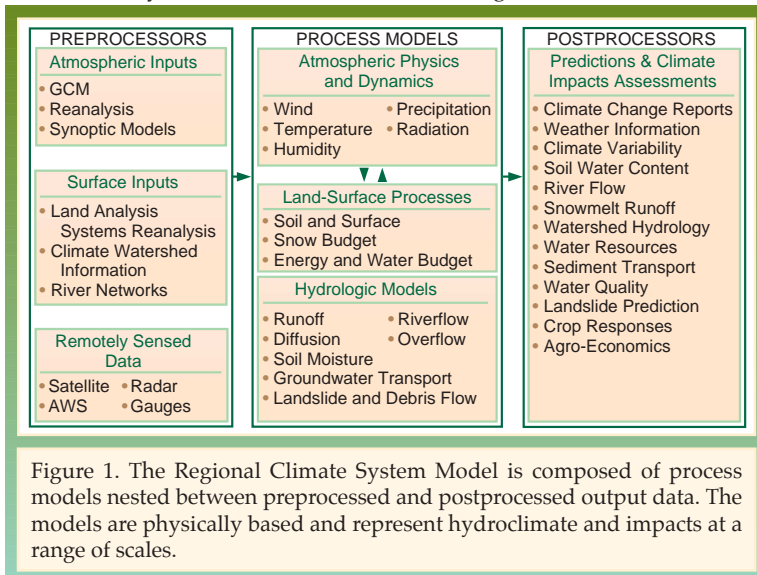 PREPROCESSORS
Atmospheric Inputs
• GCM
• Reanalysis
• Synoptic Models
Surface Inputs
• Land Analysis
Systems Reanalysis
• Climate Watershed
Information
• River Networks
Remotely Sensed
Data
• Satellite • Radar
• AWS • Gauges
PROCESS MODELS
Atmospheric Physics
and Dynamics
• Wind • Precipitation
• Temperature • Radiation
• Humidity
Land-Surface Processes
• Soil and Surface
• Snow Budget
• Energy and Water Budget
Hydrologic Models
• Runoff • Riverflow
• Diffusion • Overflow
• Soil Moisture
• Groundwater Transport
• Landslide and Debris Flow
POSTPROCESSORS
Predictions & Climate
Impacts Assessments
• Climate Change Reports
• Weather Information
• Climate Variability
• Soil Water Content
• River Flow
• Snowmelt Runoff
• Watershed Hydrology
• Water Resources
• Sediment Transport
• Water Quality
• Landslide Prediction
• Crop Responses
• Agro-Economics
Figure 1. The Regional Climate System Model is composed of process
models nested between preprocessed and postprocessed output data. The
models are physically based and represent hydroclimate and impacts at a
range of scales.